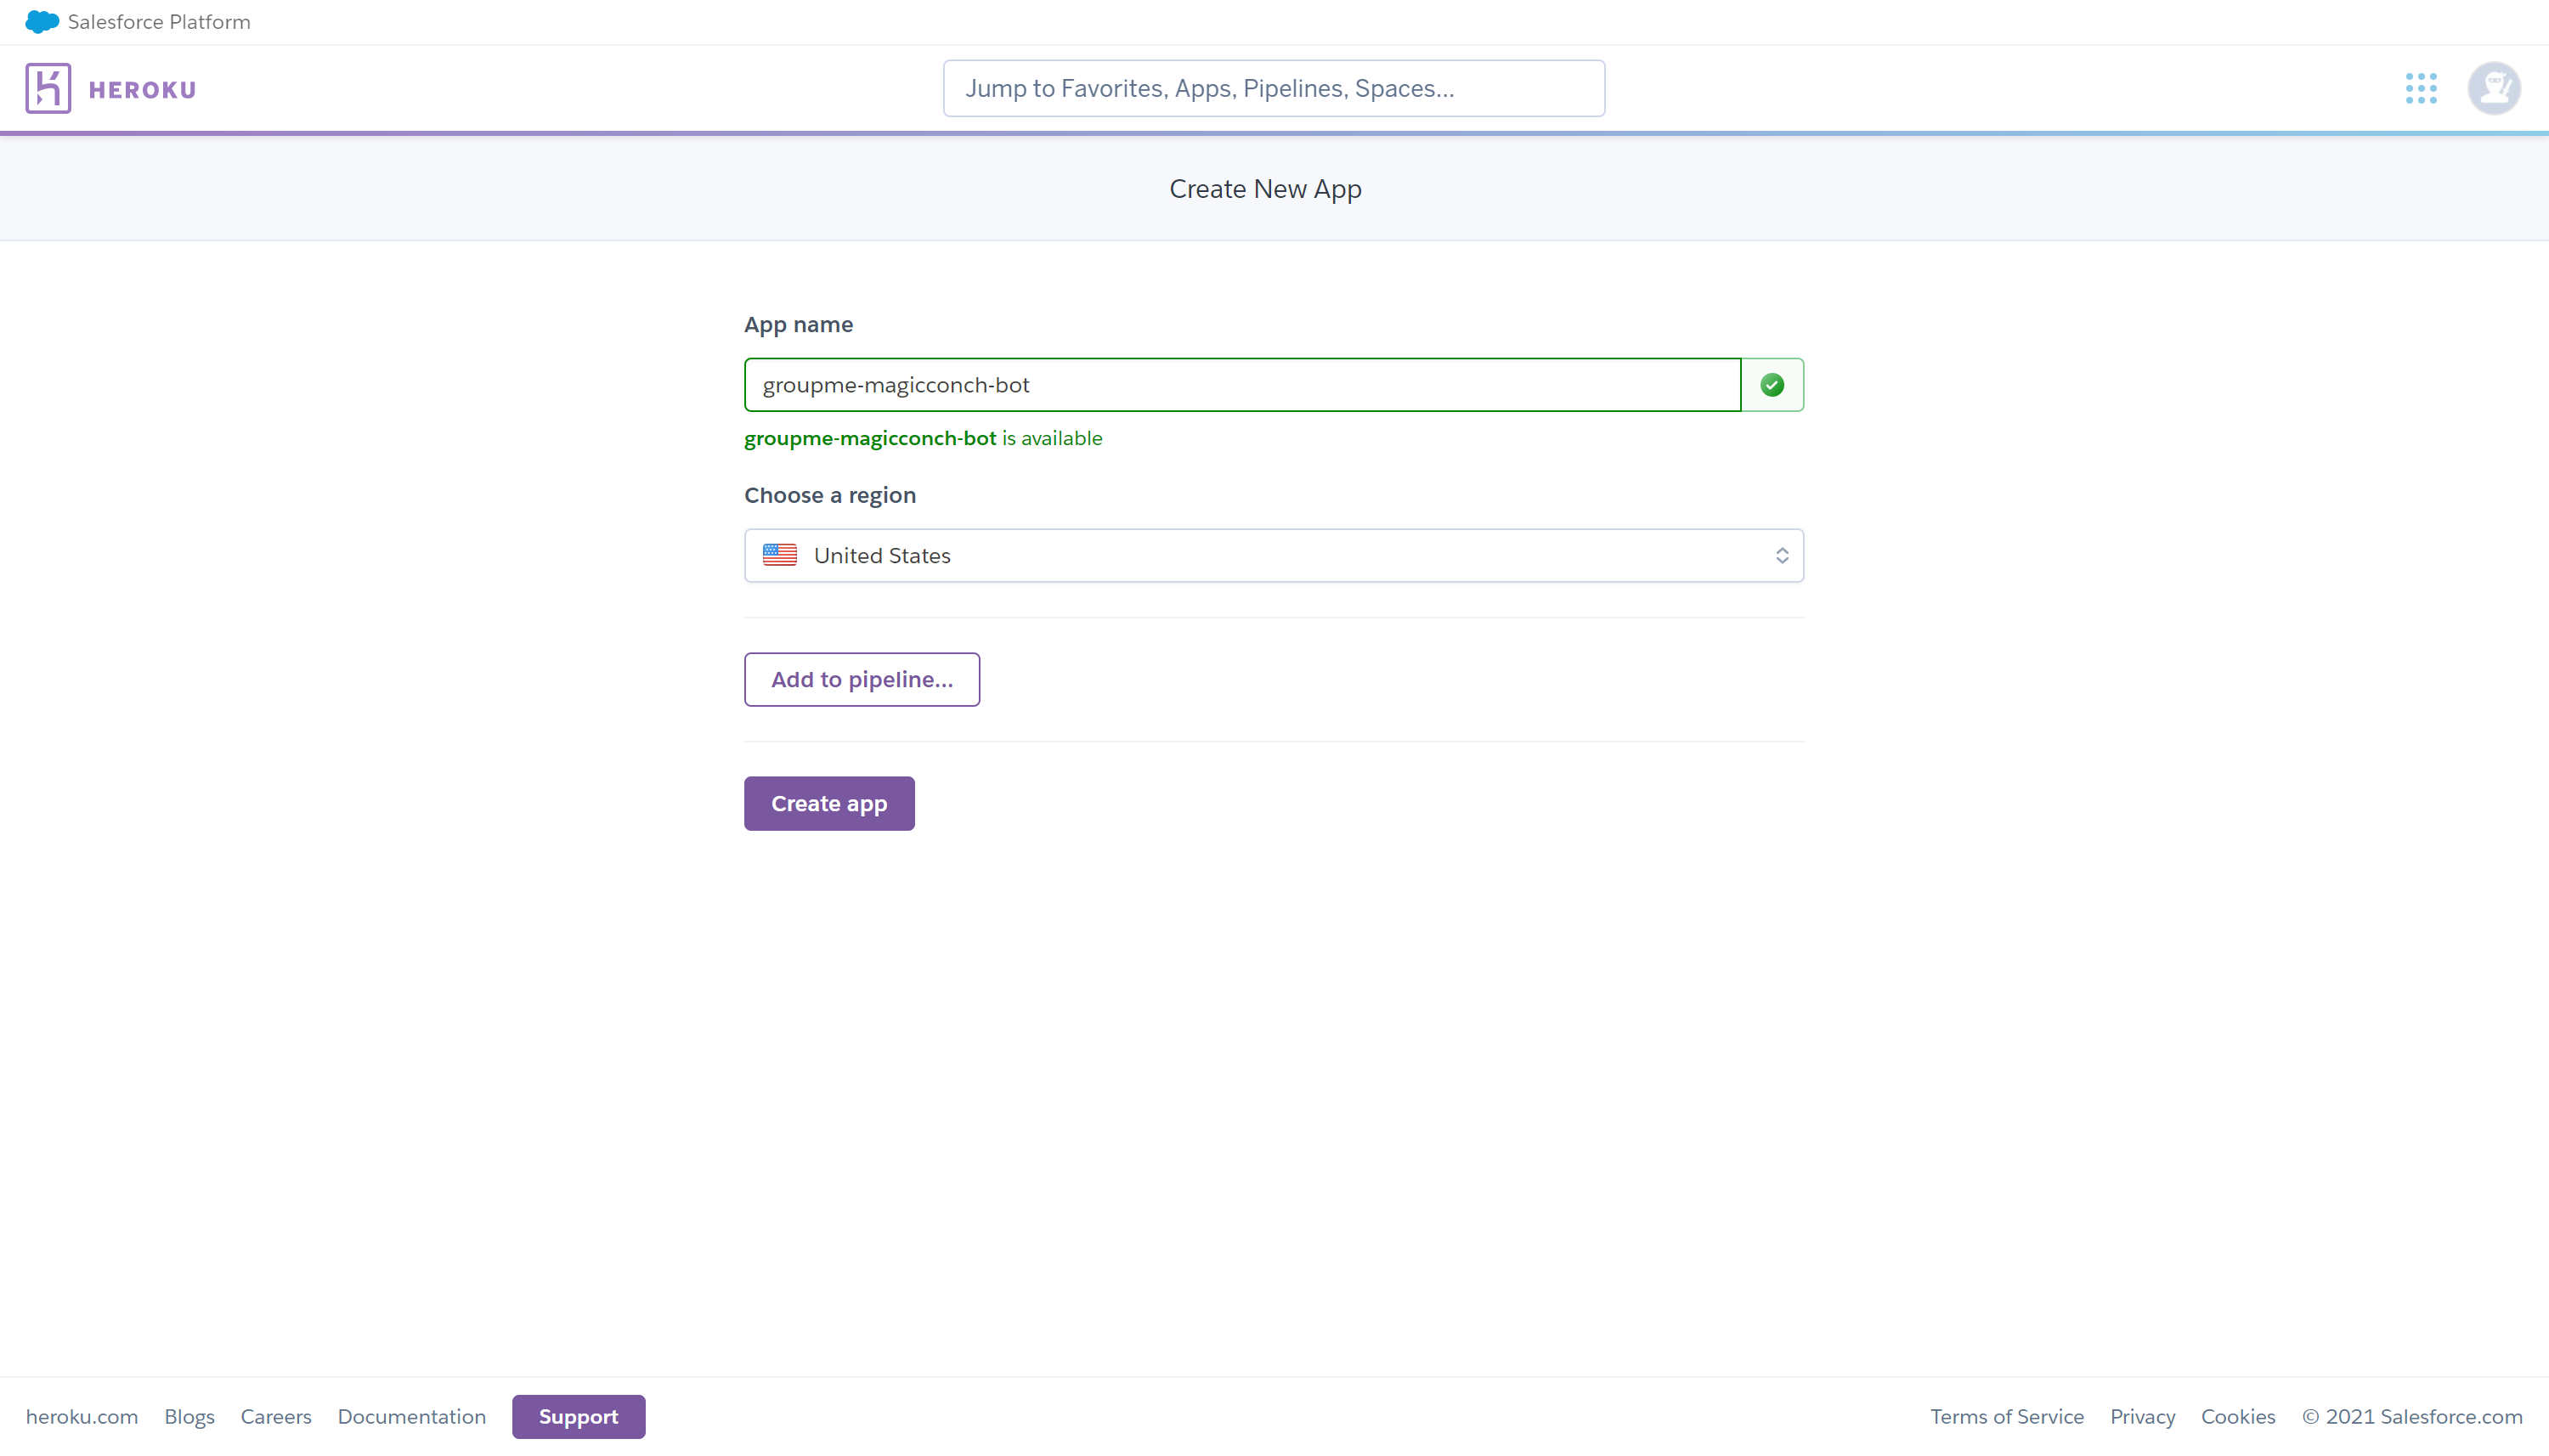 Salesforce Platform
HEROKU
Jump to Favorites, Apps, Pipelines, Spaces...
Create New App
App name
groupme-magicconch-bot
groupme-magicconch-bot is available
Choose a region
United States
Add to pipeline...
Create app
heroku.com Blogs Careers Documentation Support Terms of Service Privacy Cookies © 2021 Salesforce.com